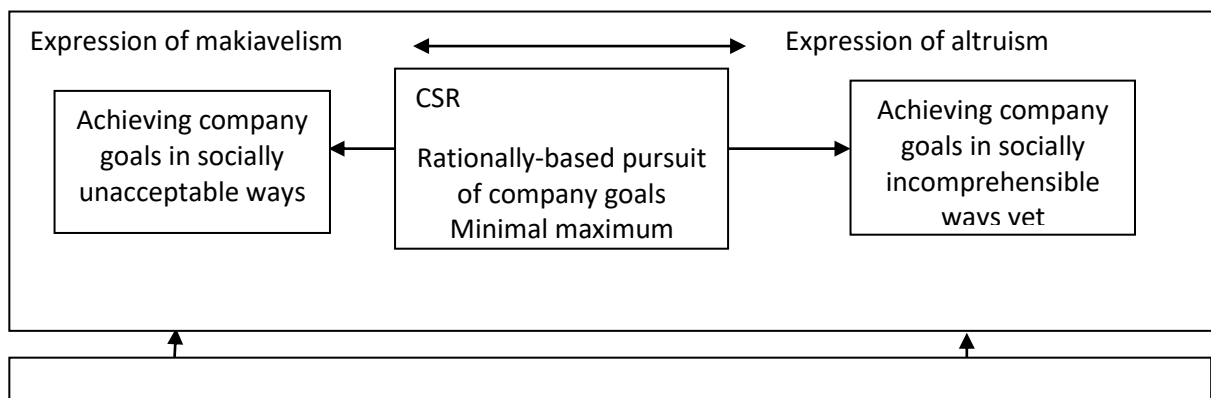 Expression of makiavelism
Expression of altruism
Achieving company
goals in socially
unacceptable ways
CSR
Rationally-based pursuit
of company goals
Minimal maximum
Achieving company
goals in socially
incomprehensible
ways yet